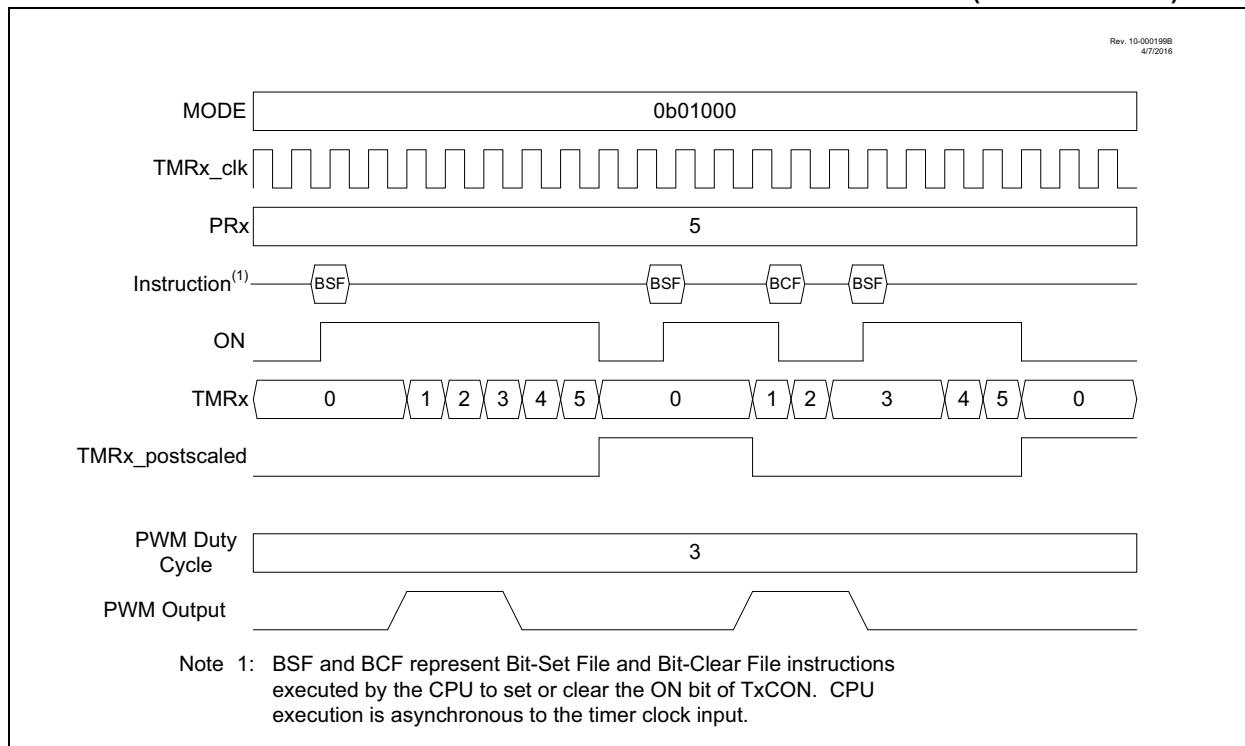 Rev. 10-000199B
4/7/2016
MODE 0b01000
TMRx_clk
PRx 5
Instruction(1) BSF BSF BCF BSF
ON
TMRx 0 1 2 3 4 5 0 1 2 3 4 5 0
TMRx_postscaled
PWM Duty
Cycle 3
PWM Output
Note 1: BSF and BCF represent Bit-Set File and Bit-Clear File instructions
executed by the CPU to set or clear the ON bit of TxCON. CPU
execution is asynchronous to the timer clock input.